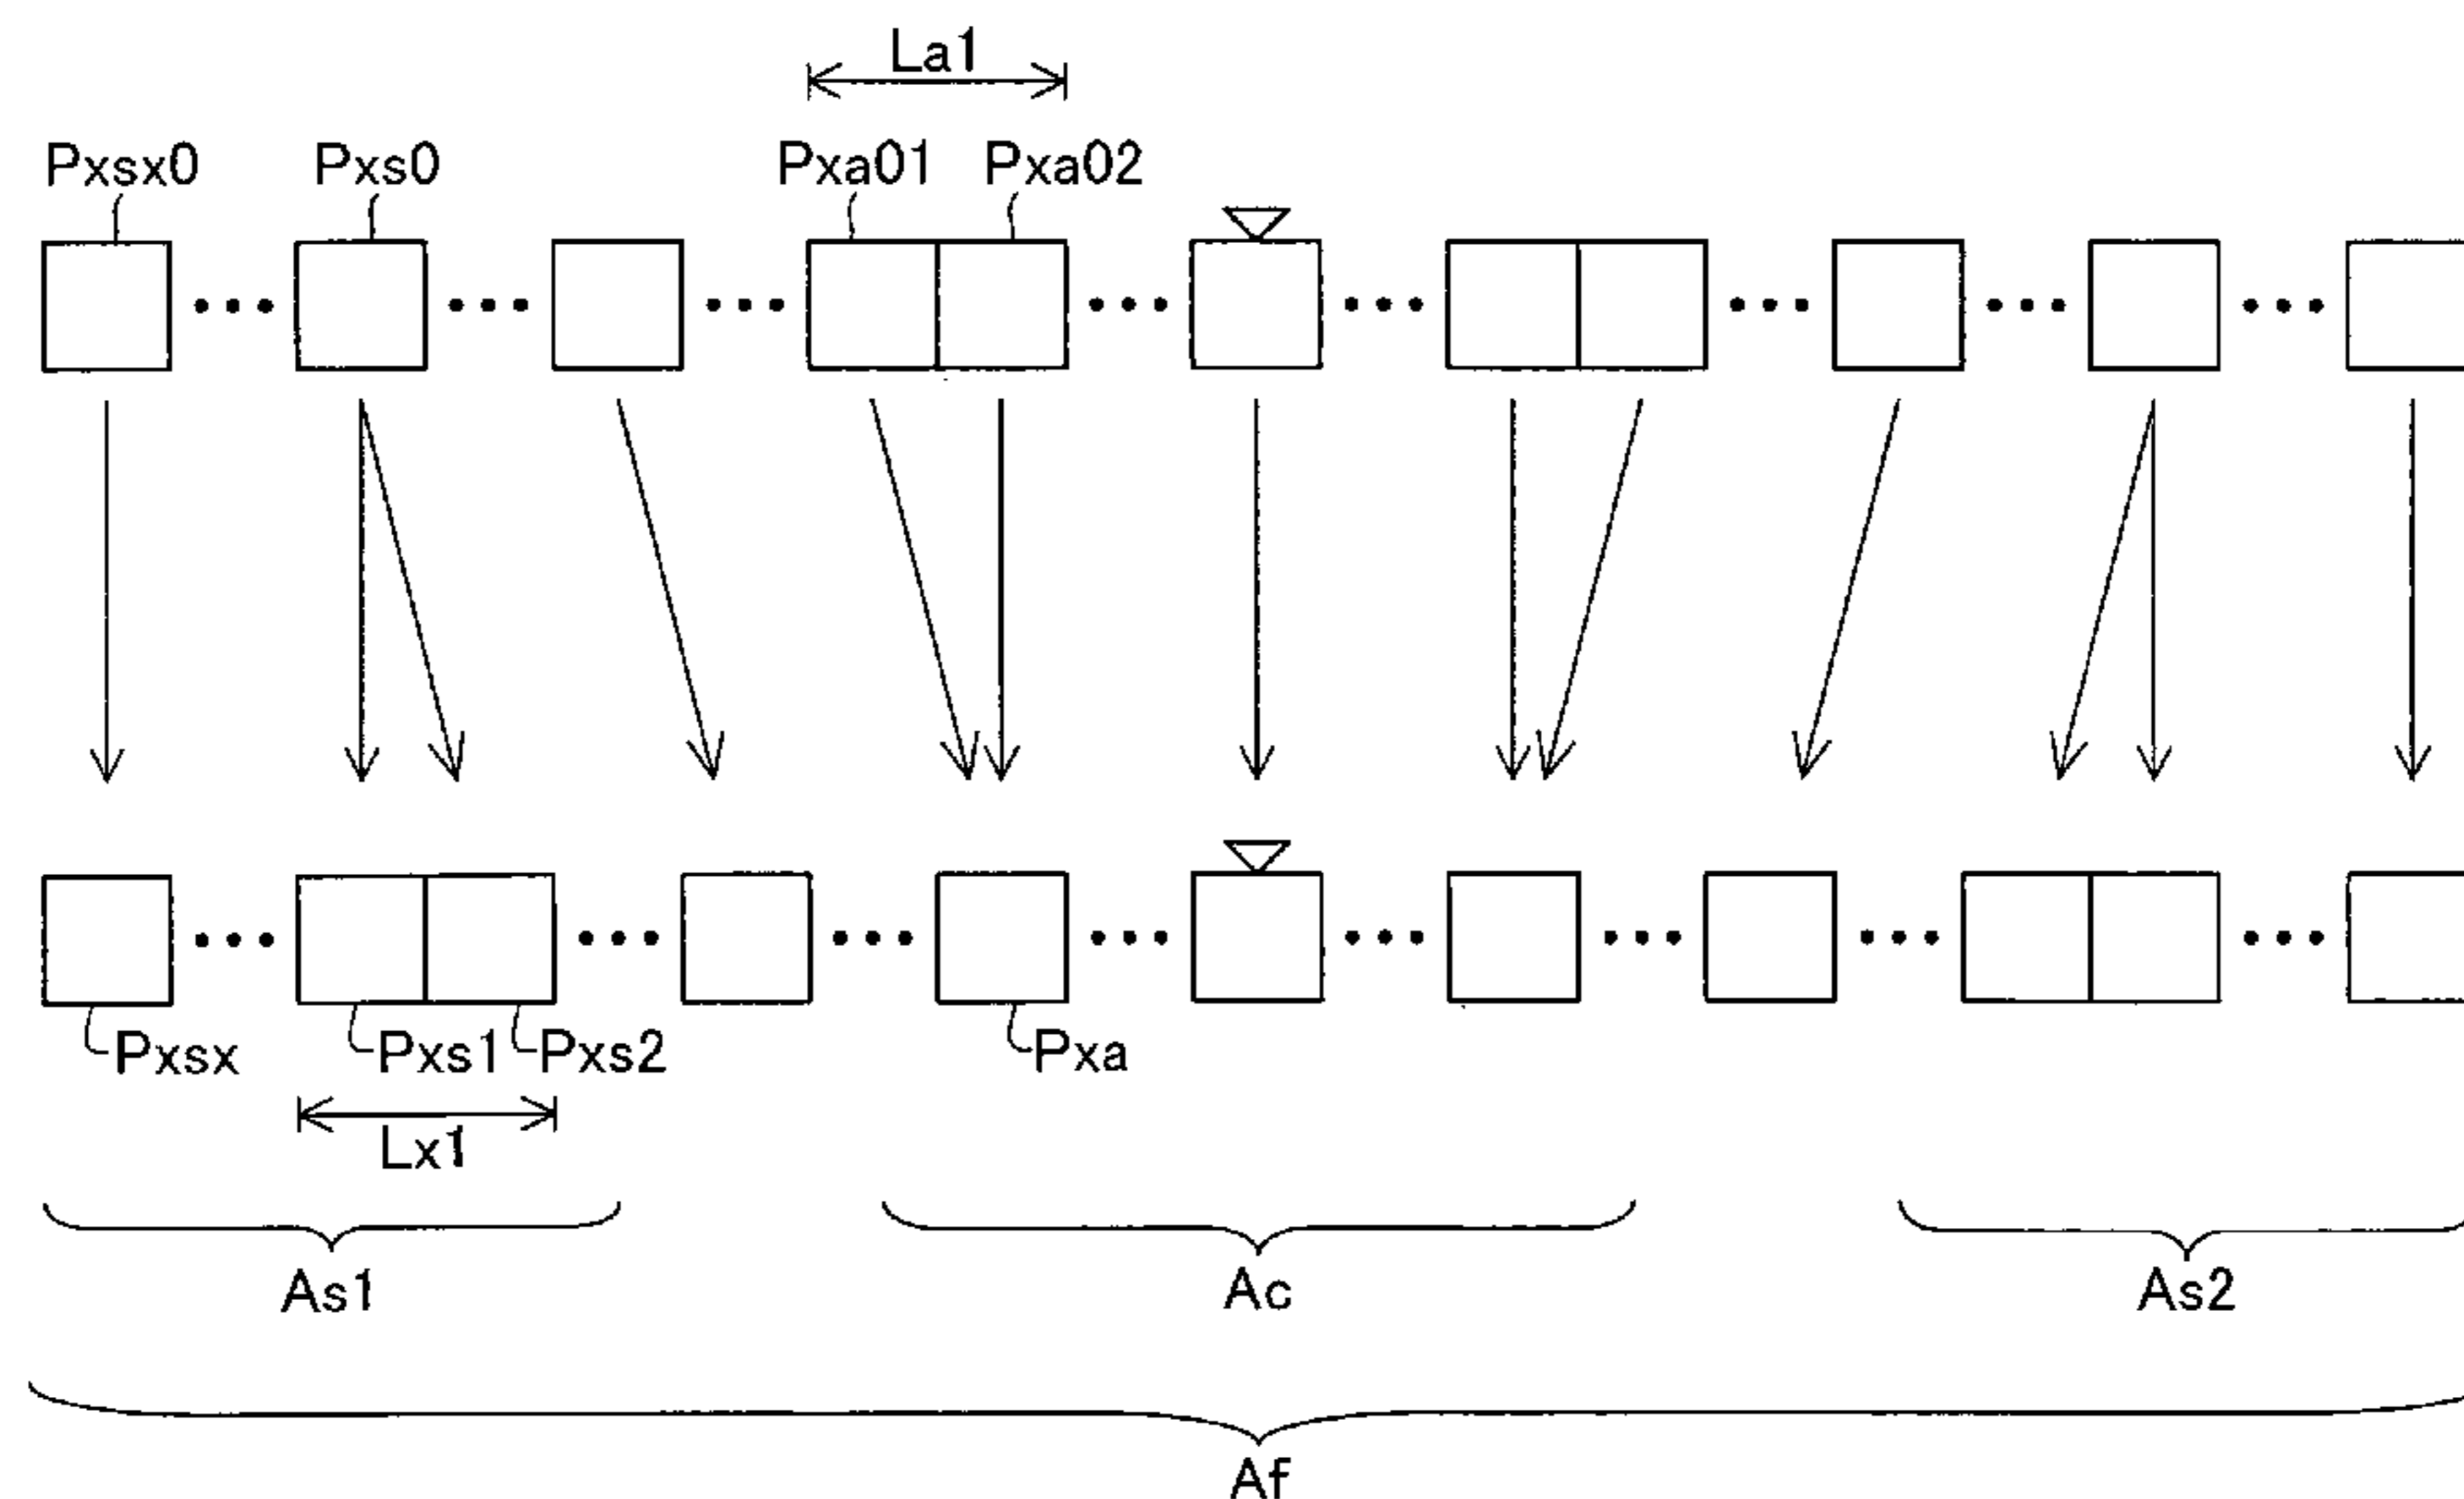 La1
Pxsx0 Pxs0 Pxa01 Pxa02
Pxsx Pxs1 Pxs2 Pxa
Lx1
As1 Ac As2
Af